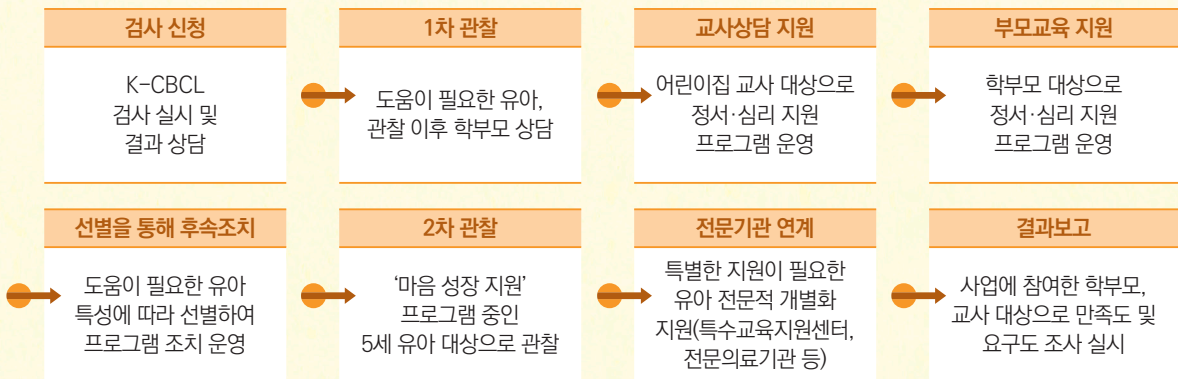 검사 신청
K-CBCL
검사 실시 및
결과 상담
1차 관찰
도움이 필요한 유아,
관찰 이후 학부모 상담
교사상담 지원
어린이집 교사 대상으로
정서·심리 지원
프로그램 운영
부모교육 지원
학부모 대상으로
정서·심리 지원
프로그램 운영
선별을 통해 후속조치
도움이 필요한 유아
특성에 따라 선별하여
프로그램 조치 운영
2차 관찰
‘마음 성장 지원’
프로그램 중인
5세 유아 대상으로 관찰
전문기관 연계
특별한 지원이 필요한
유아 전문적 개별화
지원(특수교육지원센터,
전문의료기관 등)
결과보고
사업에 참여한 학부모,
교사 대상으로 만족도 및
요구도 조사 실시